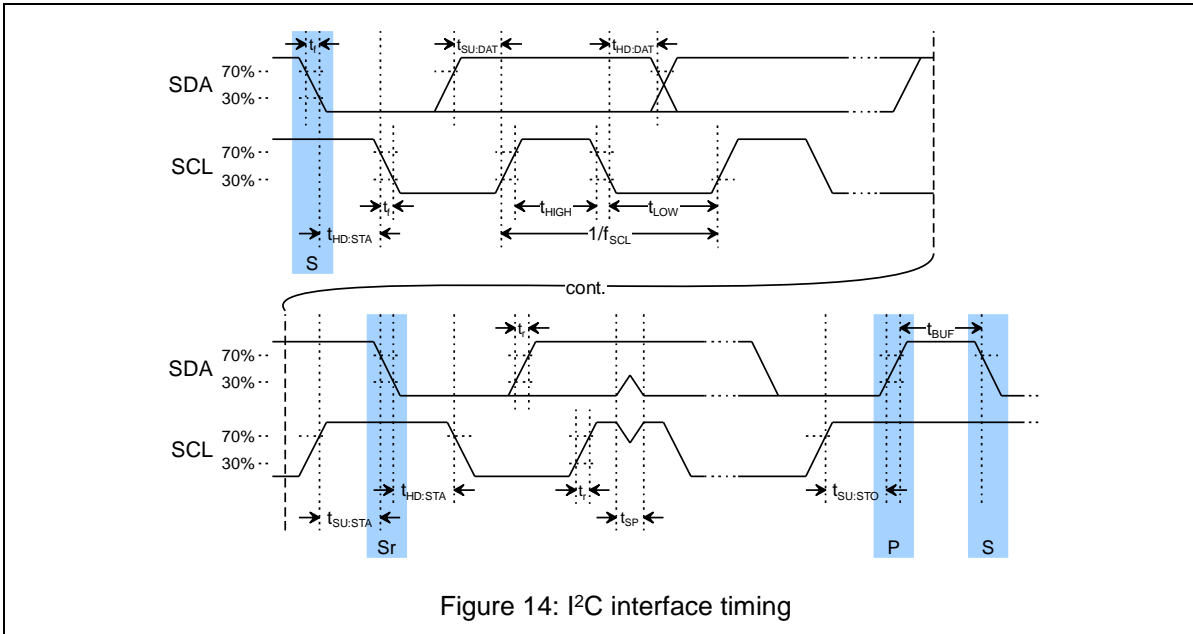 tf tSU:DAT tHD:DAT
SDA 70%
30%
SCL 70%
30%
tf tHIGH tLOW
tHD:STA 1/fSCL
S
cont.
tr tBUF
SDA 70%
30%
SCL 70%
30%
tHD:STA tr tSP tSU:STO
tSU:STA
Sr P S
Figure 14: I²C interface timing